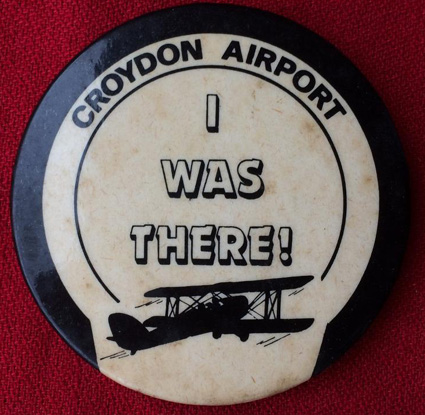 CROYDON AIRPORT
I
WAS
THERE!